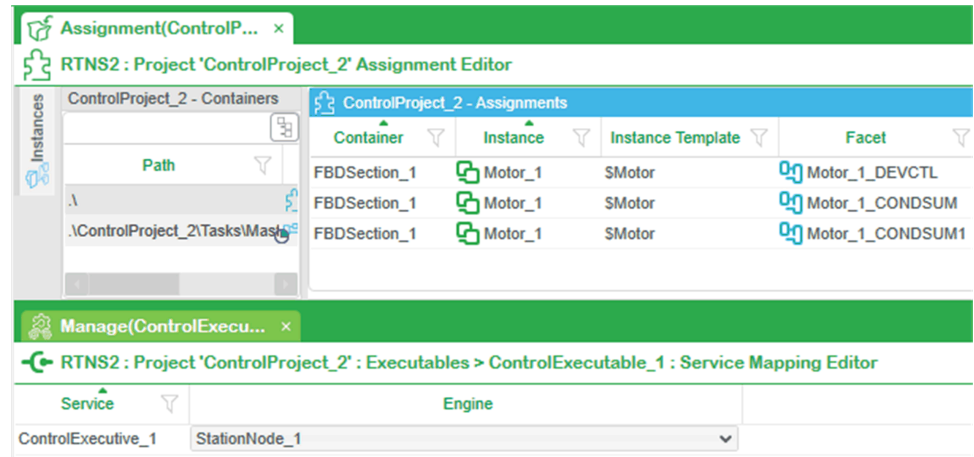 Assignment(ControlP... ×
RTNS2 : Project 'ControlProject_2' Assignment Editor
Instances
ControlProject_2 - Containers
Path
.\
.\ControlProject_2\Tasks\Mast
ControlProject_2 - Assignments
Container Instance Instance Template Facet
FBDSection_1 Motor_1 $Motor Motor_1_DEVCTL
FBDSection_1 Motor_1 $Motor Motor_1_CONDSUM
FBDSection_1 Motor_1 $Motor Motor_1_CONDSUM1
Manage(ControlExecu... ×
RTNS2 : Project 'ControlProject_2' : Executables > ControlExecutable_1 : Service Mapping Editor
Service Engine
ControlExecutive_1 StationNode_1